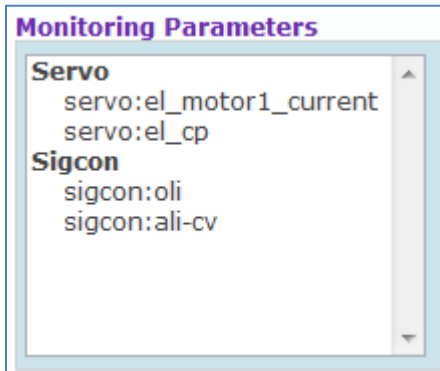 Monitoring Parameters
Servo
servo:el_motor1_current
servo:el_cp
Sigcon
sigcon:oli
sigcon:ali-cv